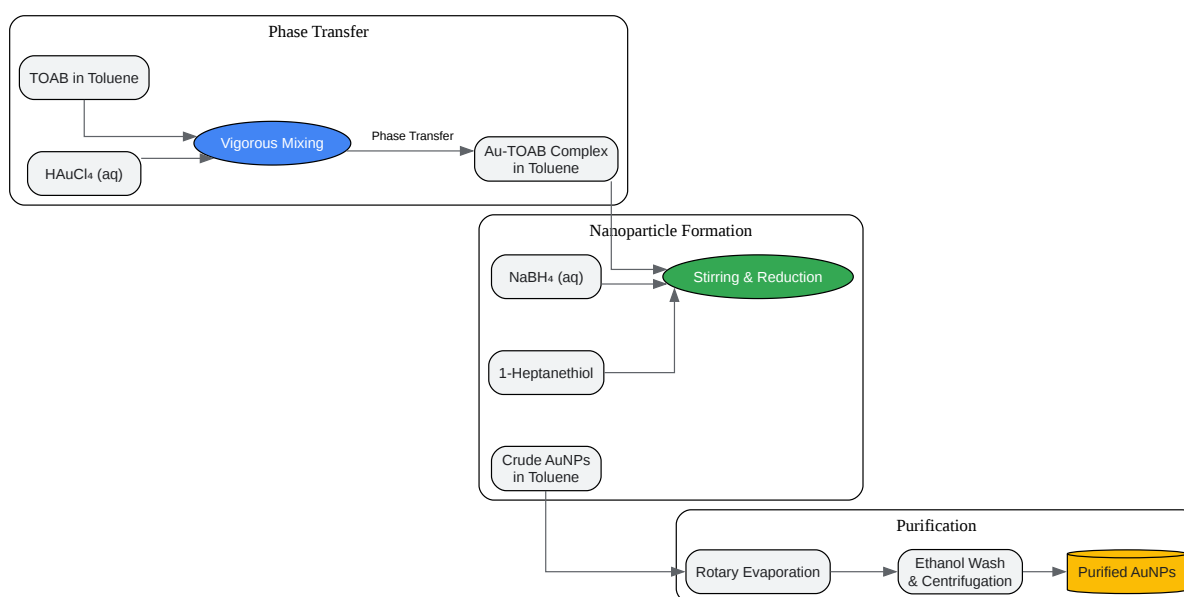 Phase Transfer
TOAB in Toluene
HAuCl₄ (aq)
Vigorous Mixing
Phase Transfer
Au-TOAB Complex
in Toluene
Nanoparticle Formation
NaBH₄ (aq)
Stirring & Reduction
1-Heptanethiol
Crude AuNPs
in Toluene
Purification
Rotary Evaporation
Ethanol Wash
& Centrifugation
Purified AuNPs